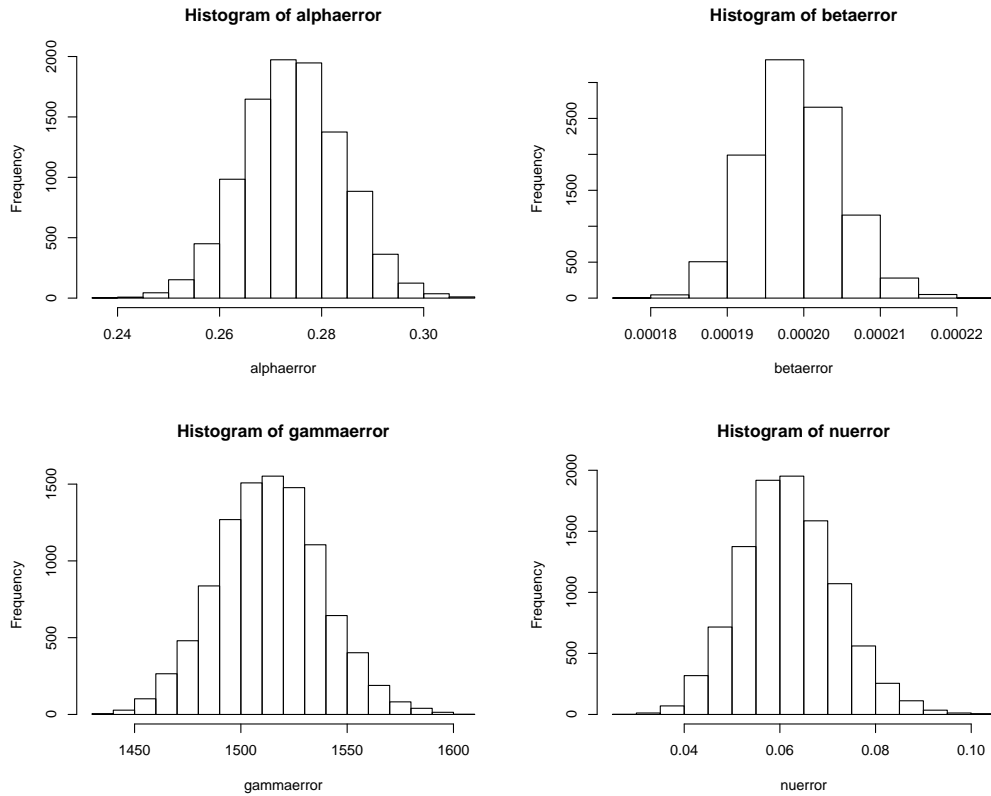 Histogram of alphaerror
Frequency
2000
1500
1000
500
0
0.24 0.26 0.28 0.30
alphaerror
Histogram of betaerror
Frequency
2500
1500
500
0
0.00018 0.00019 0.00020 0.00021 0.00022
betaerror
Histogram of gammaerror
Frequency
1500
1000
500
0
1450 1500 1550 1600
gammaerror
Histogram of nuerror
Frequency
2000
1500
1000
500
0
0.04 0.06 0.08 0.10
nuerror